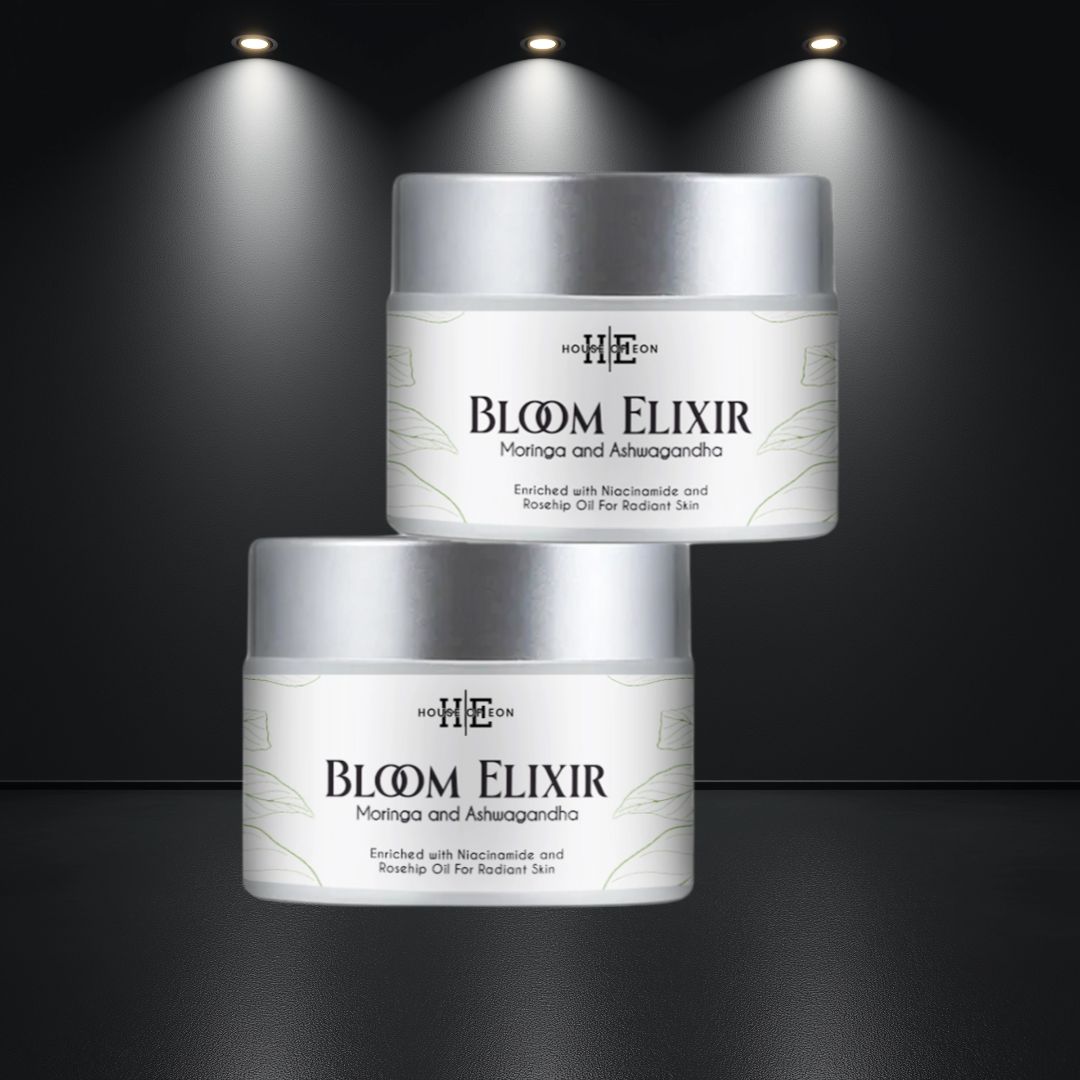 H|E
HOUSE OF EON
BLOOM ELIXIR
Moringa and Ashwagandha
Enriched with Niacinamide and
Rosehip Oil For Radiant Skin
H|E
HOUSE OF EON
BLOOM ELIXIR
Moringa and Ashwagandha
Enriched with Niacinamide and
Rosehip Oil For Radiant Skin